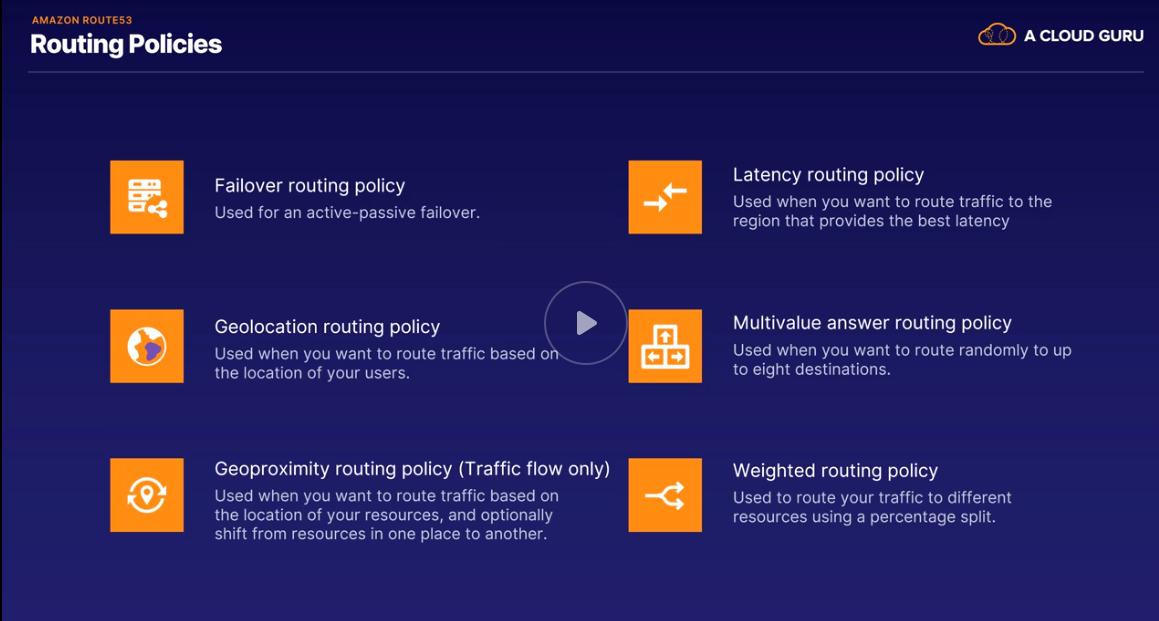 AMAZON ROUTE53
Routing Policies
A CLOUD GURU
Failover routing policy
Used for an active-passive failover.
Latency routing policy
Used when you want to route traffic to the
region that provides the best latency
Geolocation routing policy
Used when you want to route traffic based on
the location of your users.
Multivalue answer routing policy
Used when you want to route randomly to up
to eight destinations.
Geoproximity routing policy (Traffic flow only)
Used when you want to route traffic based on
the location of your resources, and optionally
shift from resources in one place to another.
Weighted routing policy
Used to route your traffic to different
resources using a percentage split.